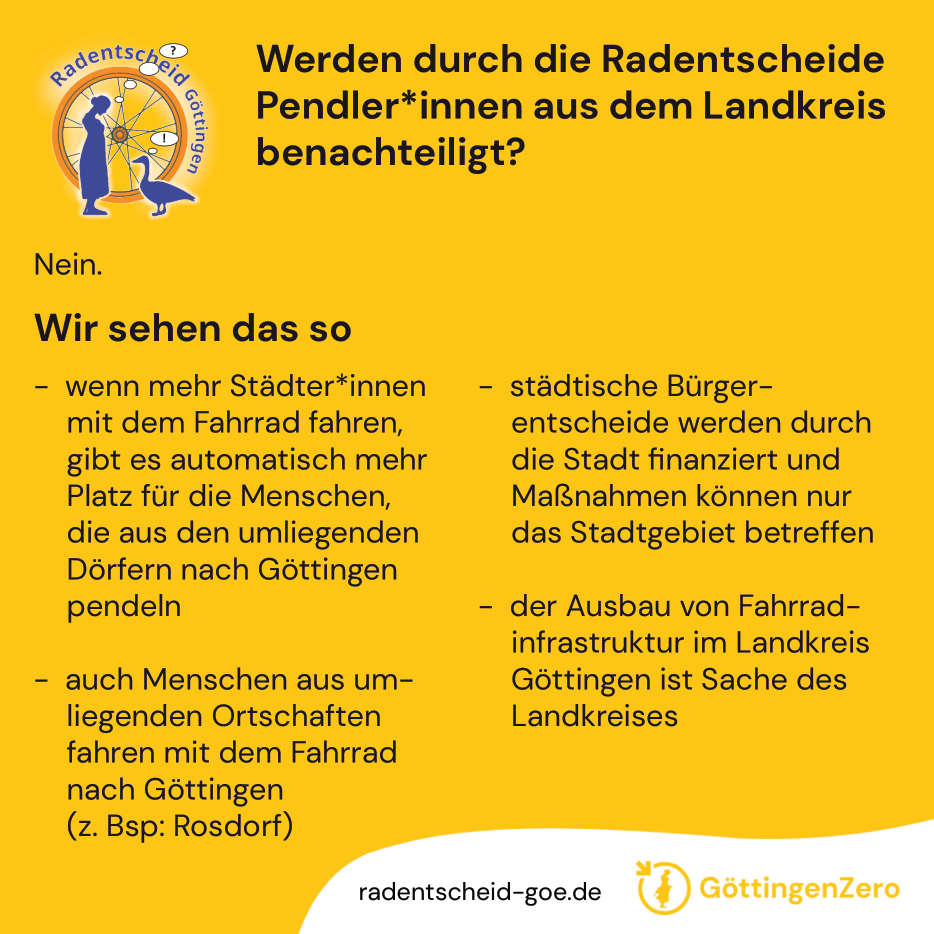 Radentscheid Göttingen
?
!
Werden durch die Radentscheide
Pendler*innen aus dem Landkreis
benachteiligt?
Nein.
Wir sehen das so
- wenn mehr Städter*innen
mit dem Fahrrad fahren,
gibt es automatisch mehr
Platz für die Menschen,
die aus den umliegenden
Dörfern nach Göttingen
pendeln
- auch Menschen aus um-
liegenden Ortschaften
fahren mit dem Fahrrad
nach Göttingen
(z. Bsp: Rosdorf)
- städtische Bürger-
entscheide werden durch
die Stadt finanziert und
Maßnahmen können nur
das Stadtgebiet betreffen
- der Ausbau von Fahrrad-
infrastruktur im Landkreis
Göttingen ist Sache des
Landkreises
radentscheid-goe.de
GöttingenZero